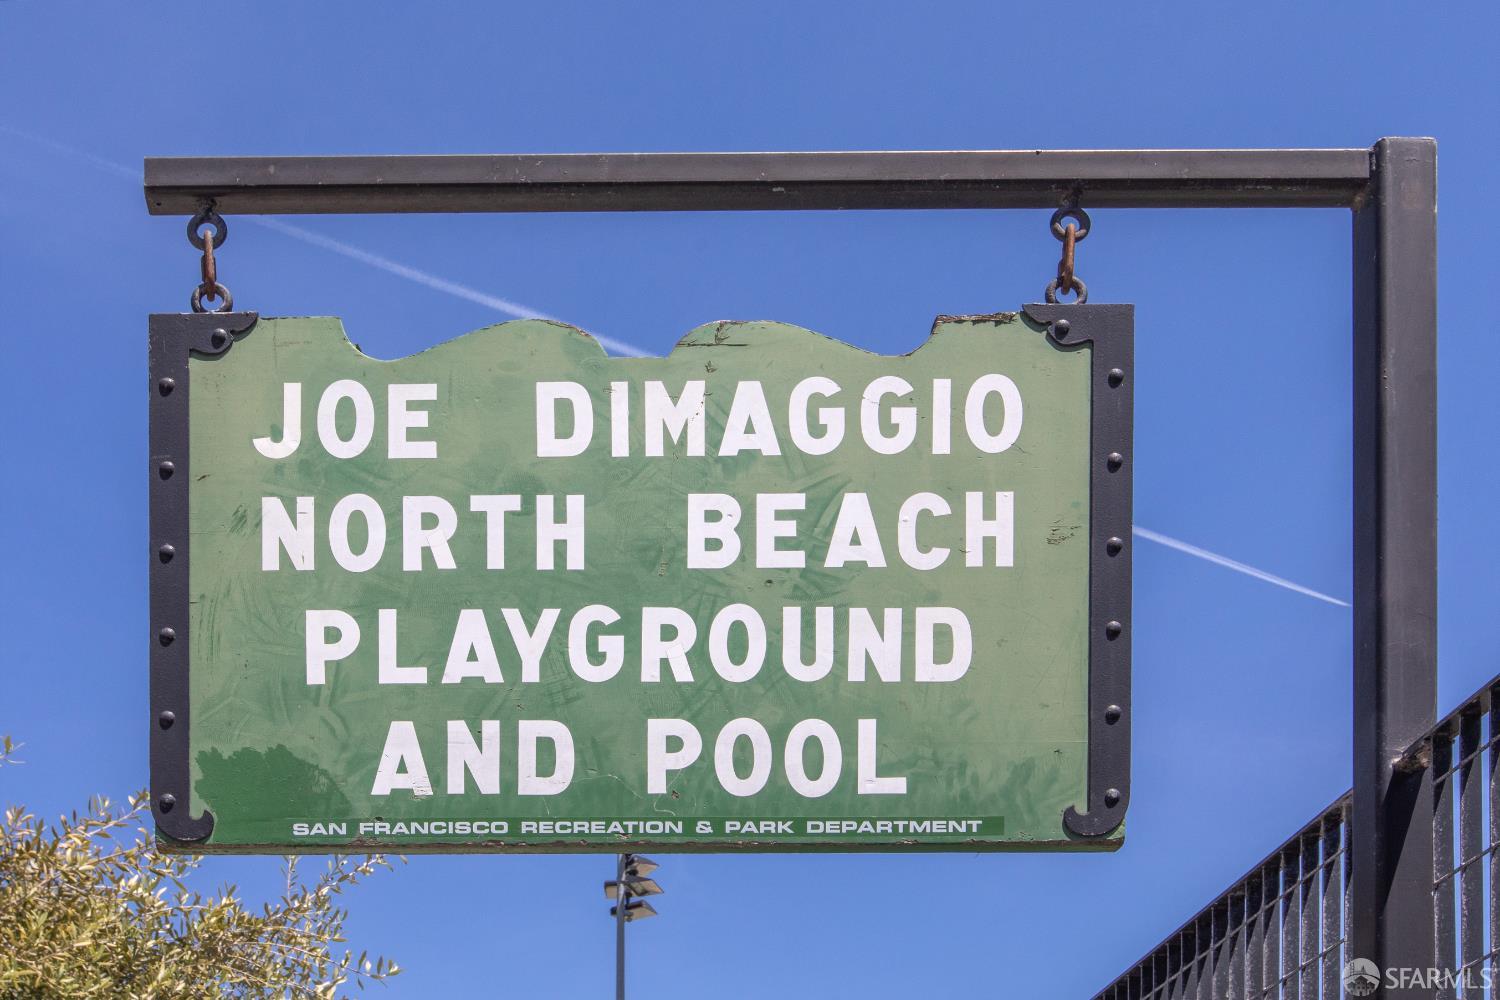 JOE DIMAGGIO
NORTH BEACH
PLAYGROUND
AND POOL
SAN FRANCISCO RECREATION & PARK DEPARTMENT
SFARMLS